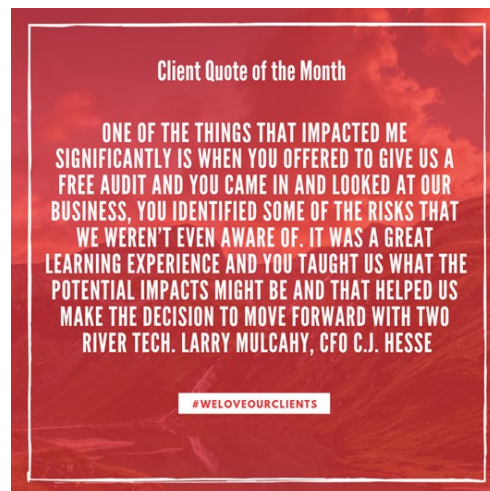 Client Quote of the Month
ONE OF THE THINGS THAT IMPACTED ME
SIGNIFICANTLY IS WHEN YOU OFFERED TO GIVE US A
FREE AUDIT AND YOU CAME IN AND LOOKED AT OUR
BUSINESS, YOU IDENTIFIED SOME OF THE RISKS THAT
WE WEREN'T EVEN AWARE OF. IT WAS A GREAT
LEARNING EXPERIENCE AND YOU TAUGHT US WHAT THE
POTENTIAL IMPACTS MIGHT BE AND THAT HELPED US
MAKE THE DECISION TO MOVE FORWARD WITH TWO
RIVER TECH. LARRY MULCAHY, CFO C.J. HESSE
#WELOVEOURCLIENTS